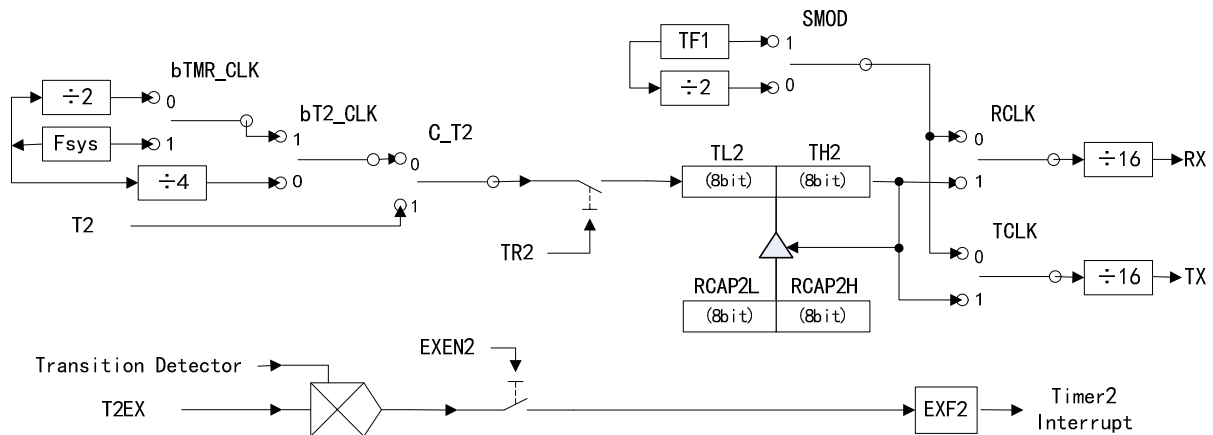 SMOD
TF1
1
÷2
0
bTMR_CLK
÷2
0
Fsys
1
bT2_CLK
1
0
÷4
C_T2
0
1
T2
TR2
TL2
(8bit)
TH2
(8bit)
RCAP2L
(8bit)
RCAP2H
(8bit)
RCLK
0
1
÷16
RX
TCLK
0
1
÷16
TX
Transition Detector
T2EX
EXEN2
EXF2
Timer2
Interrupt